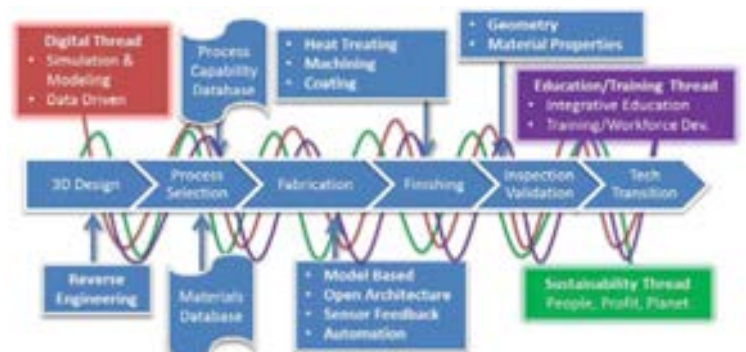 Digital Thread
• Simulation &
Modeling
• Data Driven
Process
Capability
Database
• Heat Treating
• Machining
• Coating
• Geometry
• Material Properties
Education/Training Thread
• Integrative Education
• Training/Workforce Dev.
3D Design
Process
Selection
Fabrication
Finishing
Inspection
Validation
Tech
Transition
Reverse
Engineering
Materials
Database
• Model Based
• Open Architecture
• Sensor Feedback
• Automation
Sustainability Thread
People, Profit, Planet